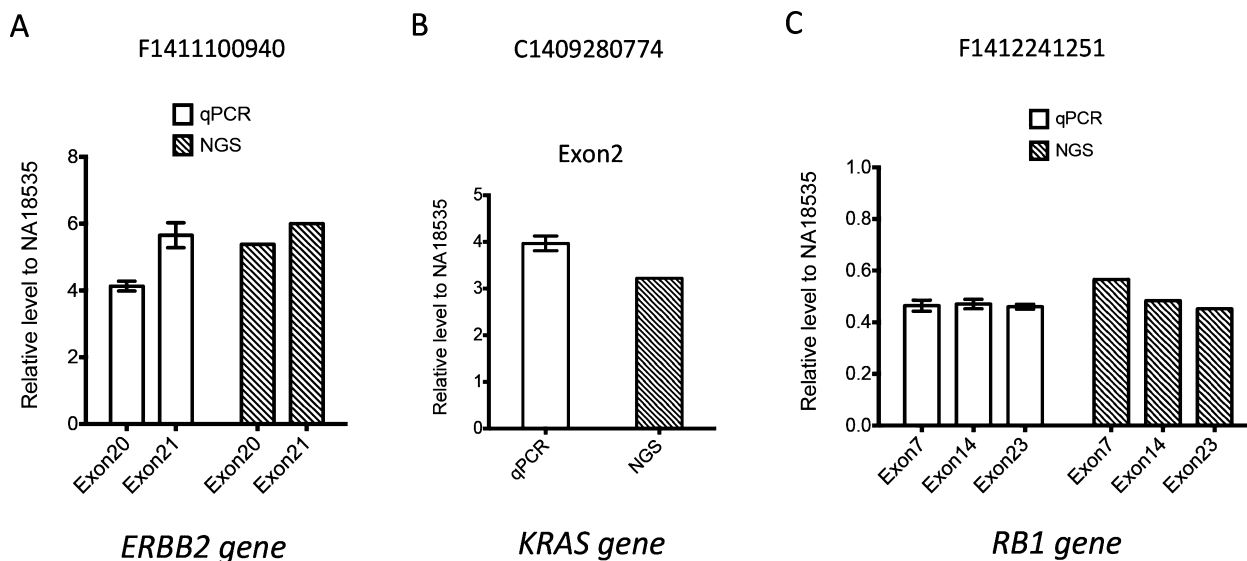 A
F1411100940
qPCR
NGS
Relative level to NA18535
8
6
4
2
0
Exon20
Exon21
Exon20
Exon21
ERBB2 gene
B
C1409280774
Exon2
Relative level to NA18535
5
4
3
2
1
0
qPCR
NGS
KRAS gene
C
F1412241251
qPCR
NGS
Relative level to NA18535
1.0
0.8
0.6
0.4
0.2
0.0
Exon7
Exon14
Exon23
Exon7
Exon14
Exon23
RB1 gene